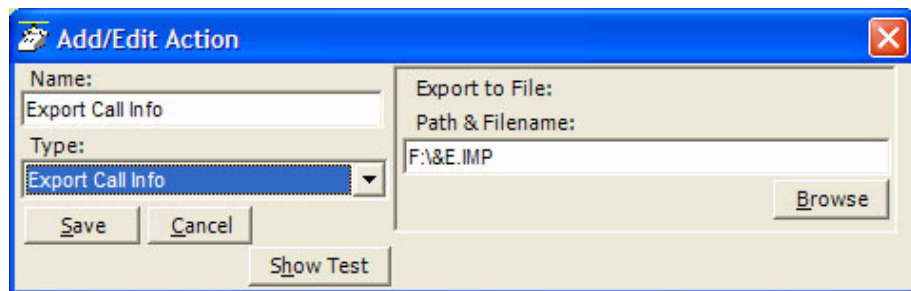 Add/Edit Action
Name:
Export Call Info
Type:
Export Call Info
Save Cancel
Show Test
Export to File:
Path & Filename:
F:\&E.IMP
Browse